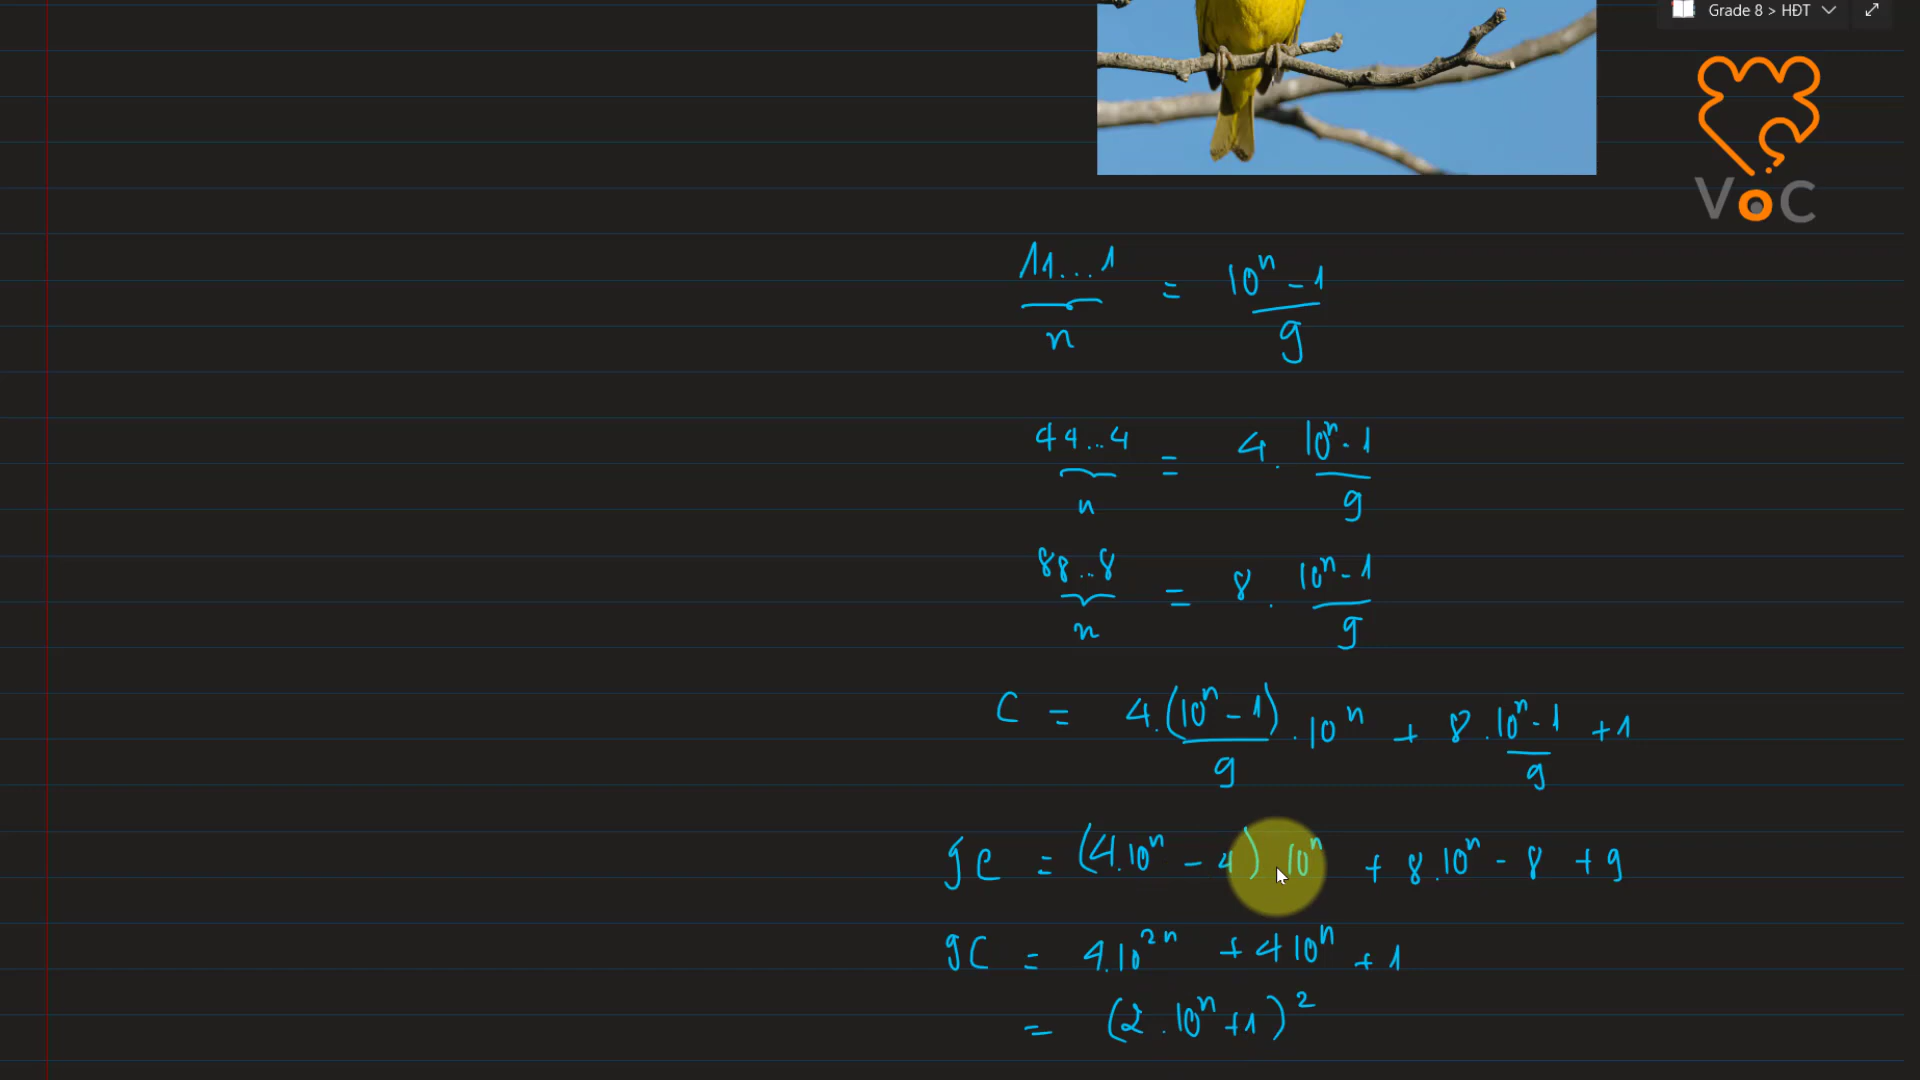 Grade 8 > HĐT
VOC
11...1 = 10^n - 1
n 9
44...4 = 4 . 10^n - 1
n 9
88...8 = 8 . 10^n - 1
n 9
C = 4.(10^n - 1) . 10^n + 8 . 10^n - 1 + 1
9 9
9C = (4.10^n - 4) . 10^n + 8.10^n - 8 + 9
9C = 4.10^2n + 4 10^n + 1
= (2 . 10^n + 1)^2